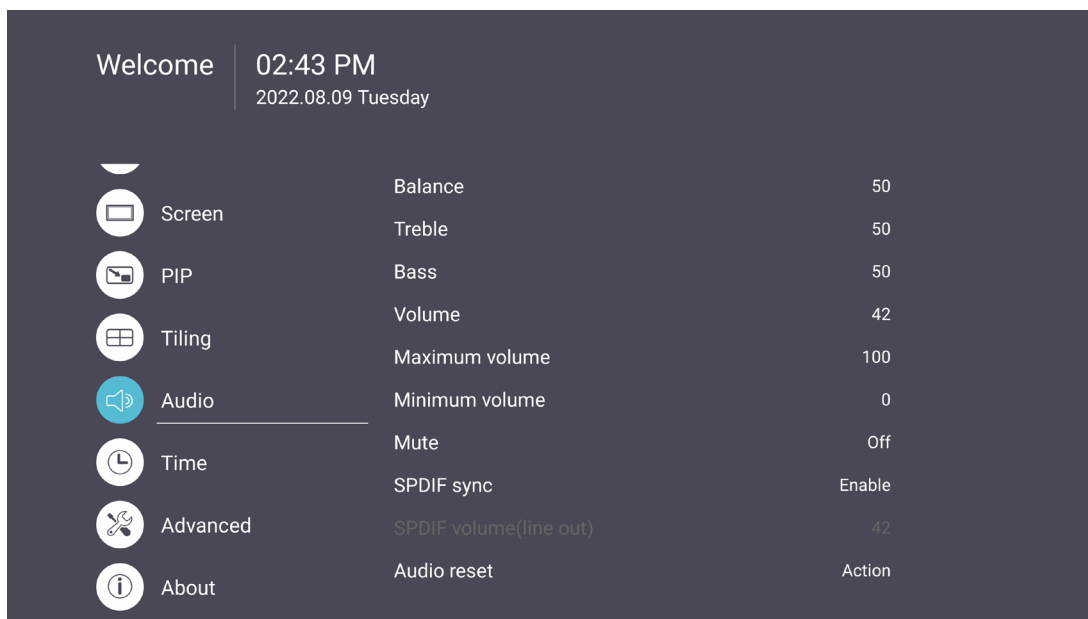 Welcome
02:43 PM
2022.08.09 Tuesday
Screen
PIP
Tiling
Audio
Time
Advanced
About
Balance 50
Treble 50
Bass 50
Volume 42
Maximum volume 100
Minimum volume 0
Mute Off
SPDIF sync Enable
SPDIF volume(line out) 42
Audio reset Action